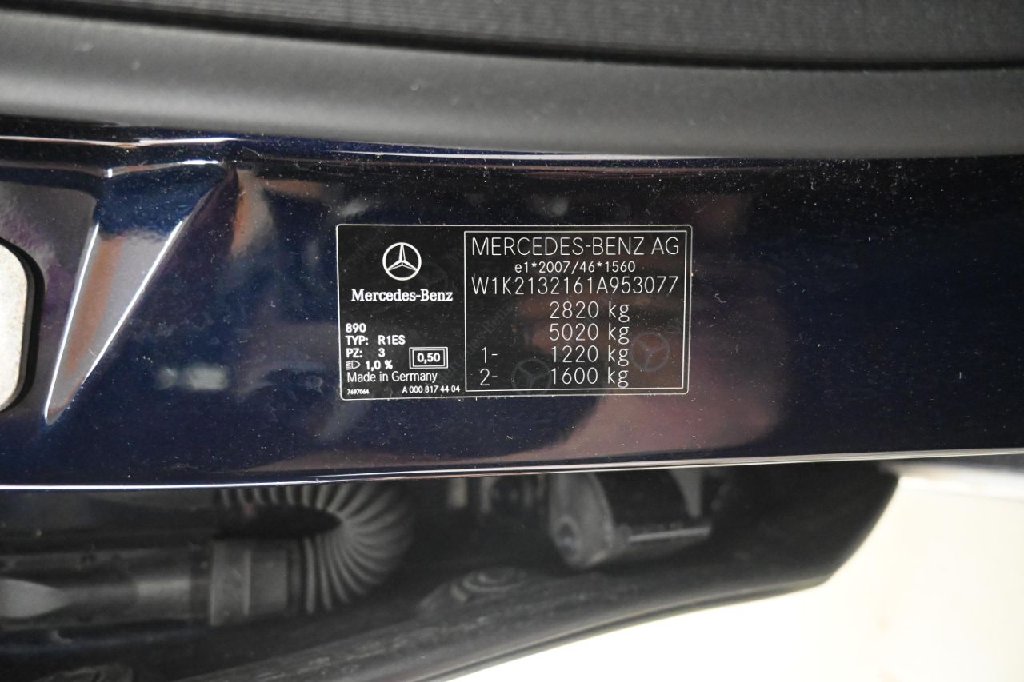 Mercedes-Benz
890
TYP: R1ES
PZ: 3
1,0 %
0,50
Made in Germany
A 000 817 44 04
MERCEDES-BENZ AG
e1*2007/46*1560
W1K2132161A953077
2820 kg
5020 kg
1- 1220 kg
2- 1600 kg